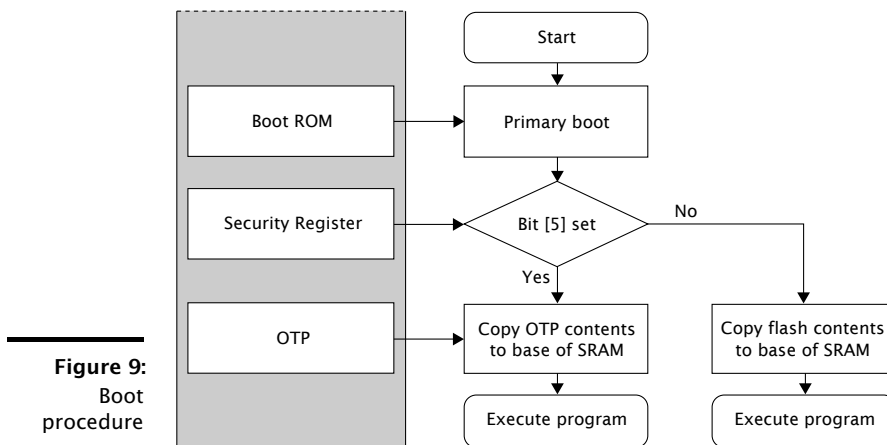 Start
Boot ROM
Primary boot
Security Register
Bit [5] set
No
Yes
OTP
Copy OTP contents
to base of SRAM
Copy flash contents
to base of SRAM
Execute program
Execute program
Figure 9:
Boot
procedure